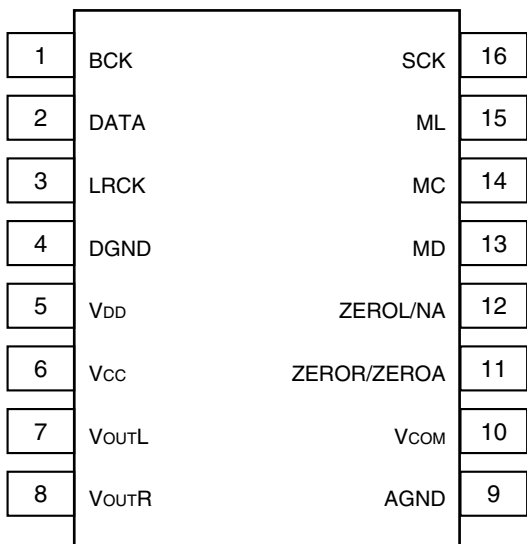 1 BCK SCK 16
2 DATA ML 15
3 LRCK MC 14
4 DGND MD 13
5 VDD ZEROL/NA 12
6 VCC ZEROR/ZEROA 11
7 VOUTL VCOM 10
8 VOUTR AGND 9